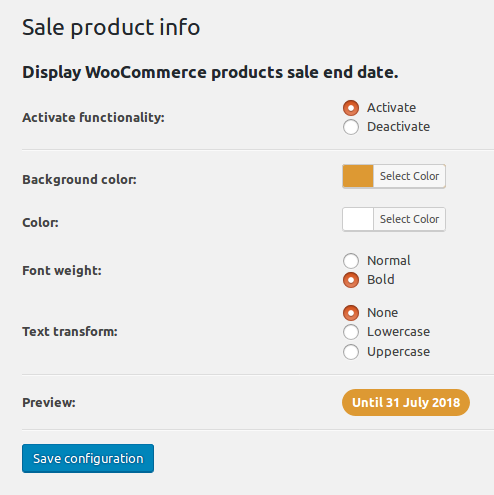 Sale product info
Display WooCommerce products sale end date.
Activate functionality:
Activate
Deactivate
Background color:
Select Color
Color:
Select Color
Font weight:
Normal
Bold
Text transform:
None
Lowercase
Uppercase
Preview:
Until 31 July 2018
Save configuration